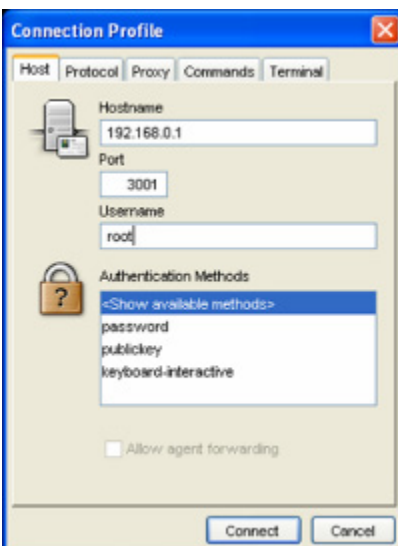 Connection Profile
Host Protocol Proxy Commands Terminal
Hostname
192.168.0.1
Port
3001
Username
root
Authentication Methods
<Show available methods>
password
publickey
keyboard-interactive
Allow agent forwarding
Connect Cancel